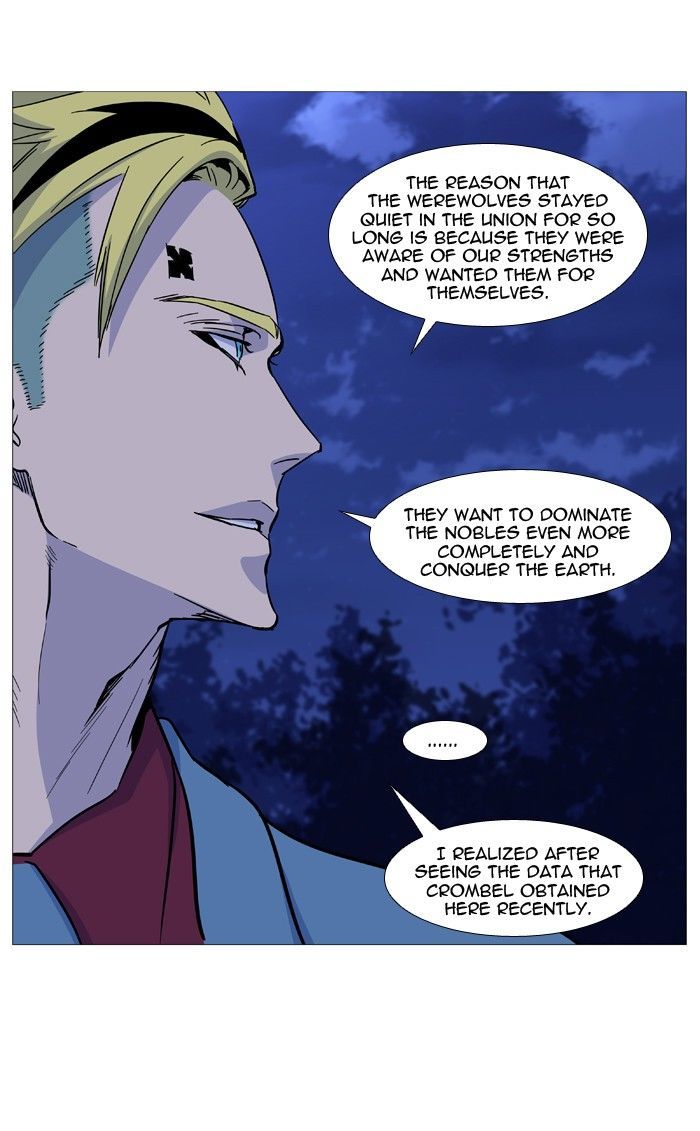 THE REASON THAT
THE WEREWOLVES STAYED
QUIET IN THE UNION FOR SO
LONG IS BECAUSE THEY WERE
AWARE OF OUR STRENGTHS
AND WANTED THEM FOR
THEMSELVES.
THEY WANT TO DOMINATE
THE NOBLES EVEN MORE
COMPLETELY AND
CONQUER THE EARTH.
......
I REALIZED AFTER
SEEING THE DATA THAT
CROMBEL OBTAINED
HERE RECENTLY.